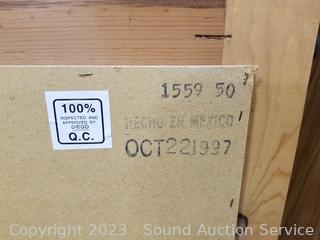 1559 50
100%
INSPECTED AND
APPROVED BY
DIEGO
Q.C.
HECHO EN MEXICO
OCT221997
Copyright 2023 - Sound Auction Service